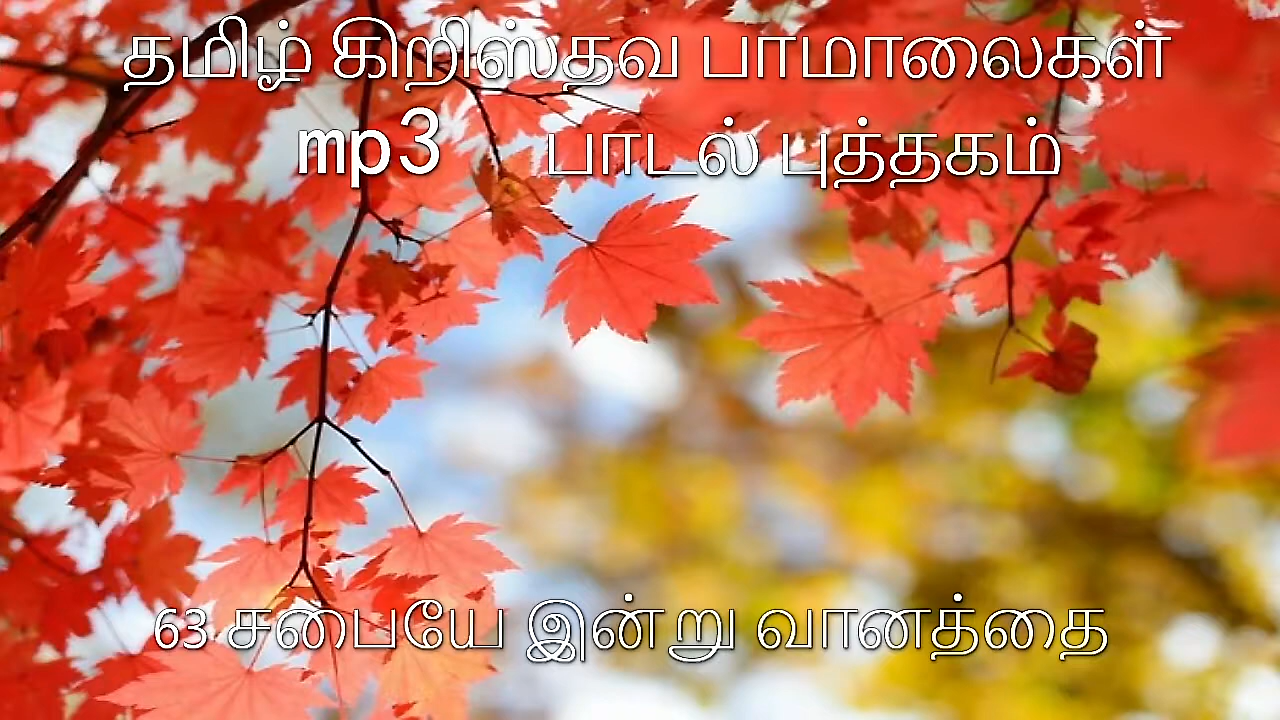 தமிழ் கிறிஸ்தவ பாமாலைகள்
mp3 பாடல் புத்தகம்
63 சபையே இன்று வானத்தை